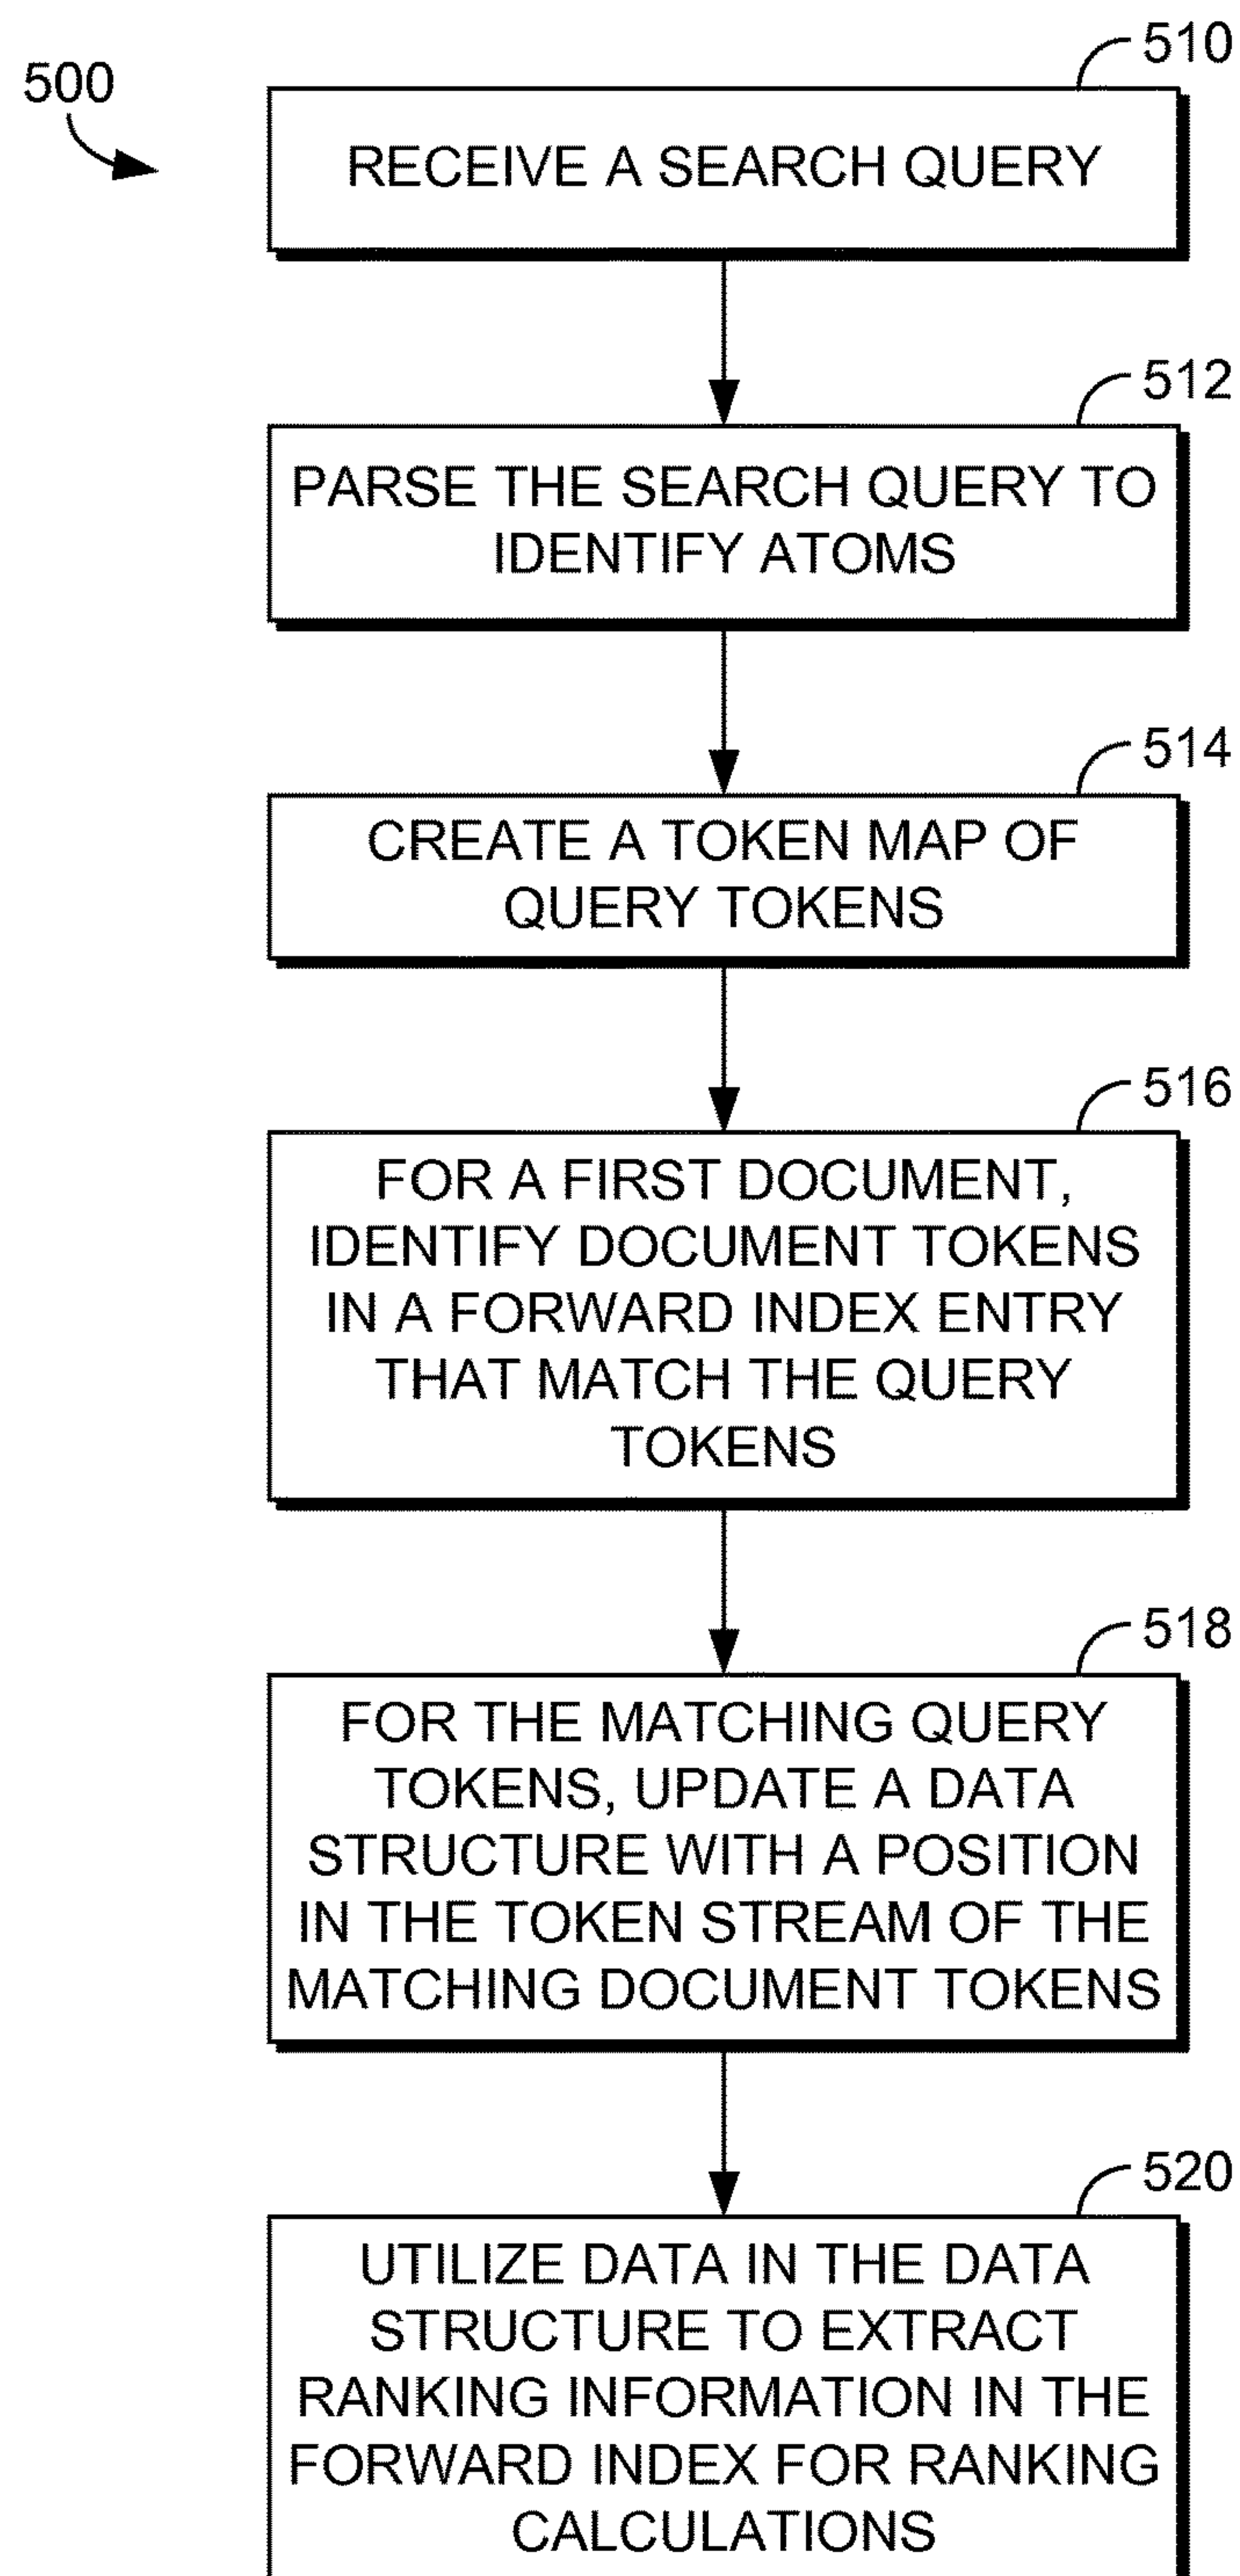 500
510
RECEIVE A SEARCH QUERY
512
PARSE THE SEARCH QUERY TO
IDENTIFY ATOMS
514
CREATE A TOKEN MAP OF
QUERY TOKENS
516
FOR A FIRST DOCUMENT,
IDENTIFY DOCUMENT TOKENS
IN A FORWARD INDEX ENTRY
THAT MATCH THE QUERY
TOKENS
518
FOR THE MATCHING QUERY
TOKENS, UPDATE A DATA
STRUCTURE WITH A POSITION
IN THE TOKEN STREAM OF THE
MATCHING DOCUMENT TOKENS
520
UTILIZE DATA IN THE DATA
STRUCTURE TO EXTRACT
RANKING INFORMATION IN THE
FORWARD INDEX FOR RANKING
CALCULATIONS